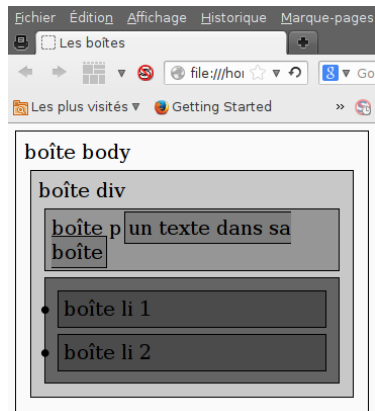 Fichier Édition Affichage Historique Marque-pages
Les boîtes
file:///hor
Go
Les plus visités Getting Started »
boîte body
boîte div
boîte p un texte dans sa
boîte
boîte li 1
boîte li 2